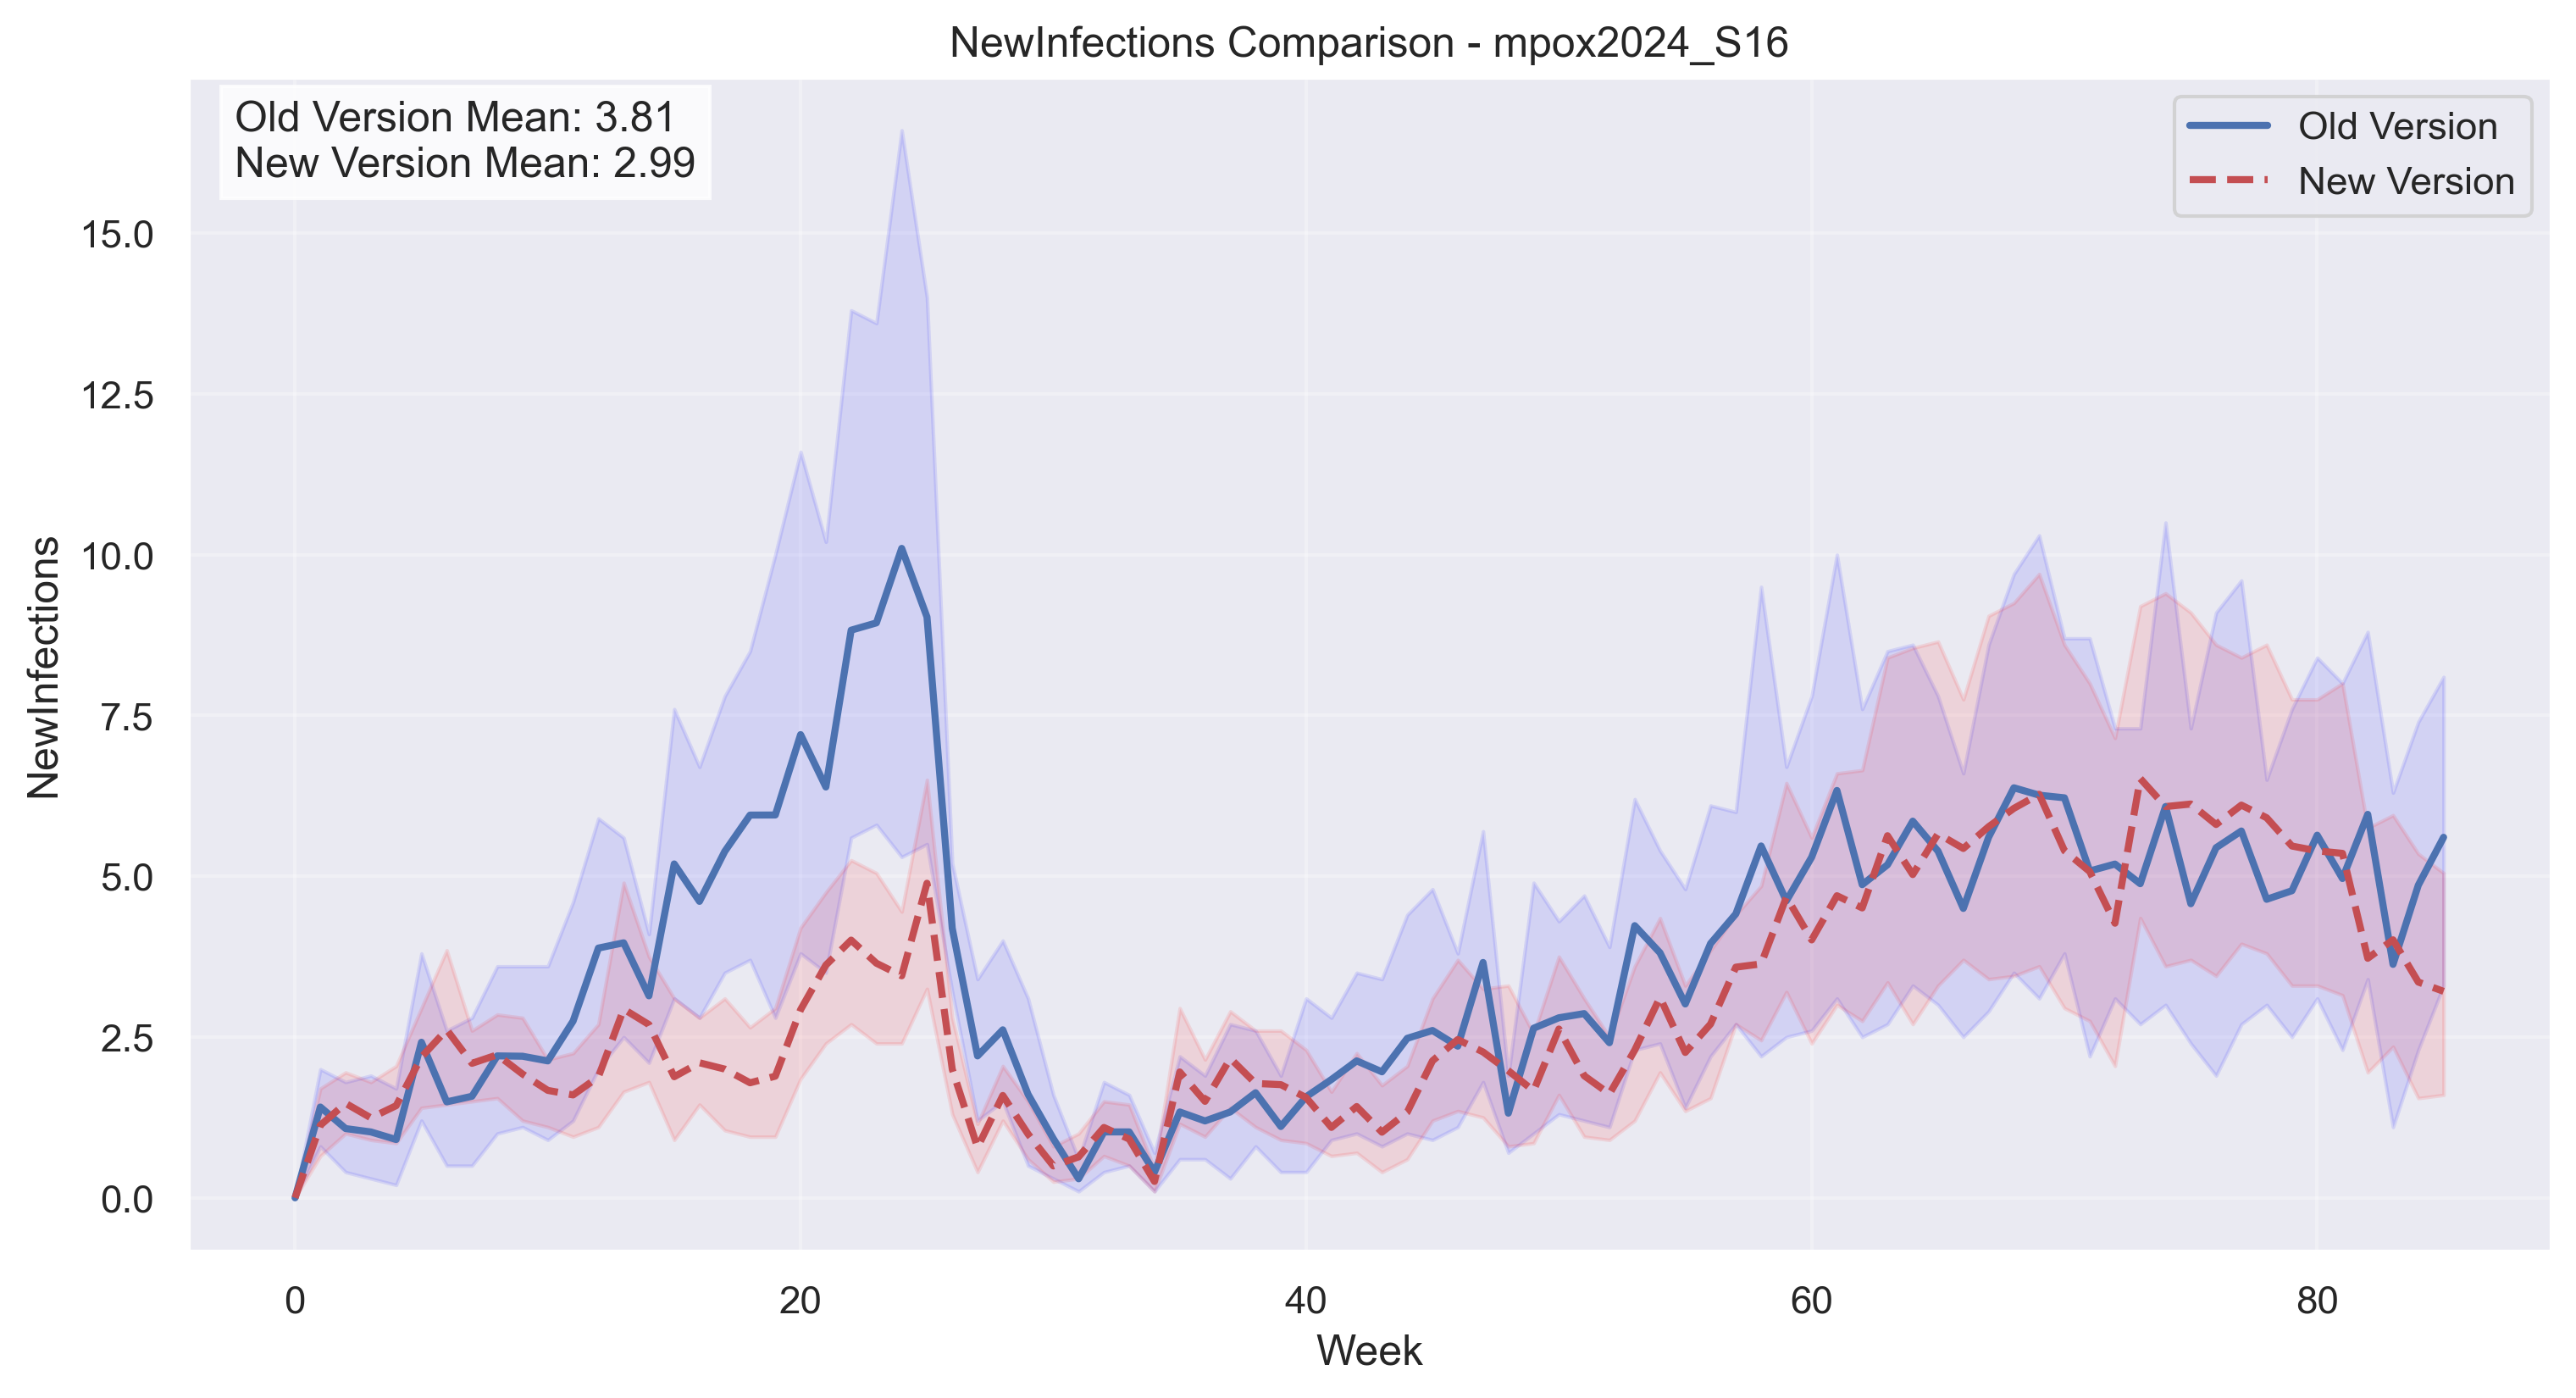 NewInfections Comparison - mpox2024_S16
Old Version Mean: 3.81
New Version Mean: 2.99
Old Version
New Version
15.0
12.5
10.0
7.5
5.0
2.5
0.0
NewInfections
0 20 40 60 80
Week